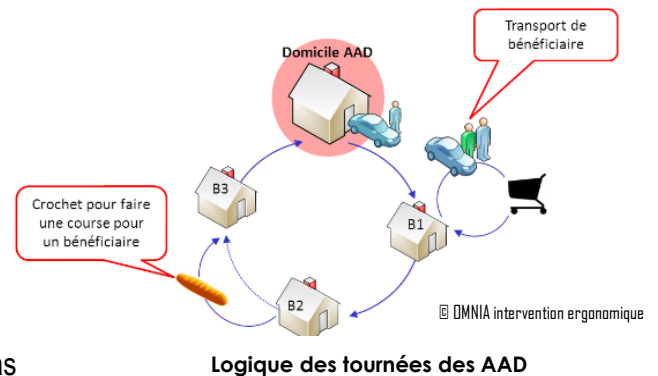 Transport de
bénéficiaire
Domicile AAD
B3
B1
Crochet pour faire
une course pour
un bénéficiaire
B2
© OMNIA intervention ergonomique
Logique des tournées des AAD